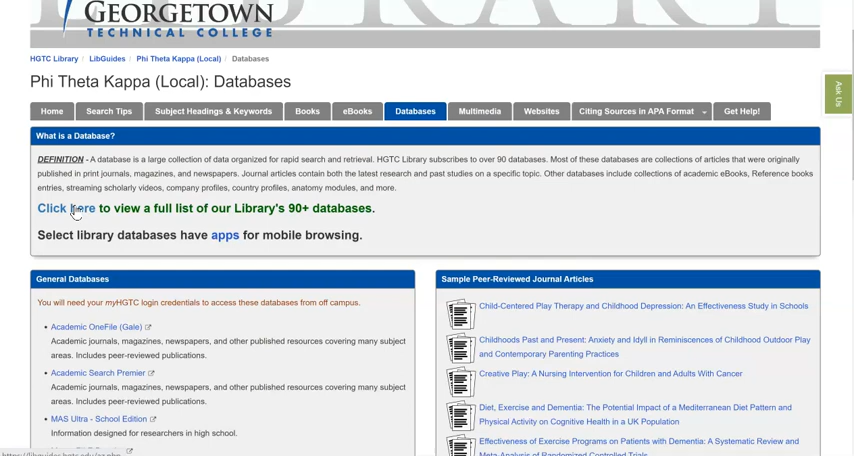 GEORGETOWN
TECHNICAL COLLEGE
HGTC Library / LibGuides / Phi Theta Kappa (Local) / Databases
Phi Theta Kappa (Local): Databases
Ask Us
Home Search Tips Subject Headings & Keywords Books eBooks Databases Multimedia Websites Citing Sources in APA Format Get Help!
What is a Database?
DEFINITION - A database is a large collection of data organized for rapid search and retrieval. HGTC Library subscribes to over 90 databases. Most of these databases are collections of articles that were originally
published in print journals, magazines, and newspapers. Journal articles contain both the latest research and past studies on a specific topic. Other databases include collections of academic eBooks, Reference books
entries, streaming scholarly videos, company profiles, country profiles, anatomy modules, and more.
Click here to view a full list of our Library's 90+ databases.
Select library databases have apps for mobile browsing.
General Databases
You will need your myHGTC login credentials to access these databases from off campus.
• Academic OneFile (Gale)
Academic journals, magazines, newspapers, and other published resources covering many subject
areas. Includes peer-reviewed publications.
• Academic Search Premier
Academic journals, magazines, newspapers, and other published resources covering many subject
areas. Includes peer-reviewed publications.
• MAS Ultra - School Edition
Information designed for researchers in high school.
Sample Peer-Reviewed Journal Articles
Child-Centered Play Therapy and Childhood Depression: An Effectiveness Study in Schools
Childhoods Past and Present: Anxiety and Idyll in Reminiscences of Childhood Outdoor Play
and Contemporary Parenting Practices
Creative Play: A Nursing Intervention for Children and Adults With Cancer
Diet, Exercise and Dementia: The Potential Impact of a Mediterranean Diet Pattern and
Physical Activity on Cognitive Health in a UK Population
Effectiveness of Exercise Programs on Patients with Dementia: A Systematic Review and
Meta-Analysis of Randomized Controlled Trials